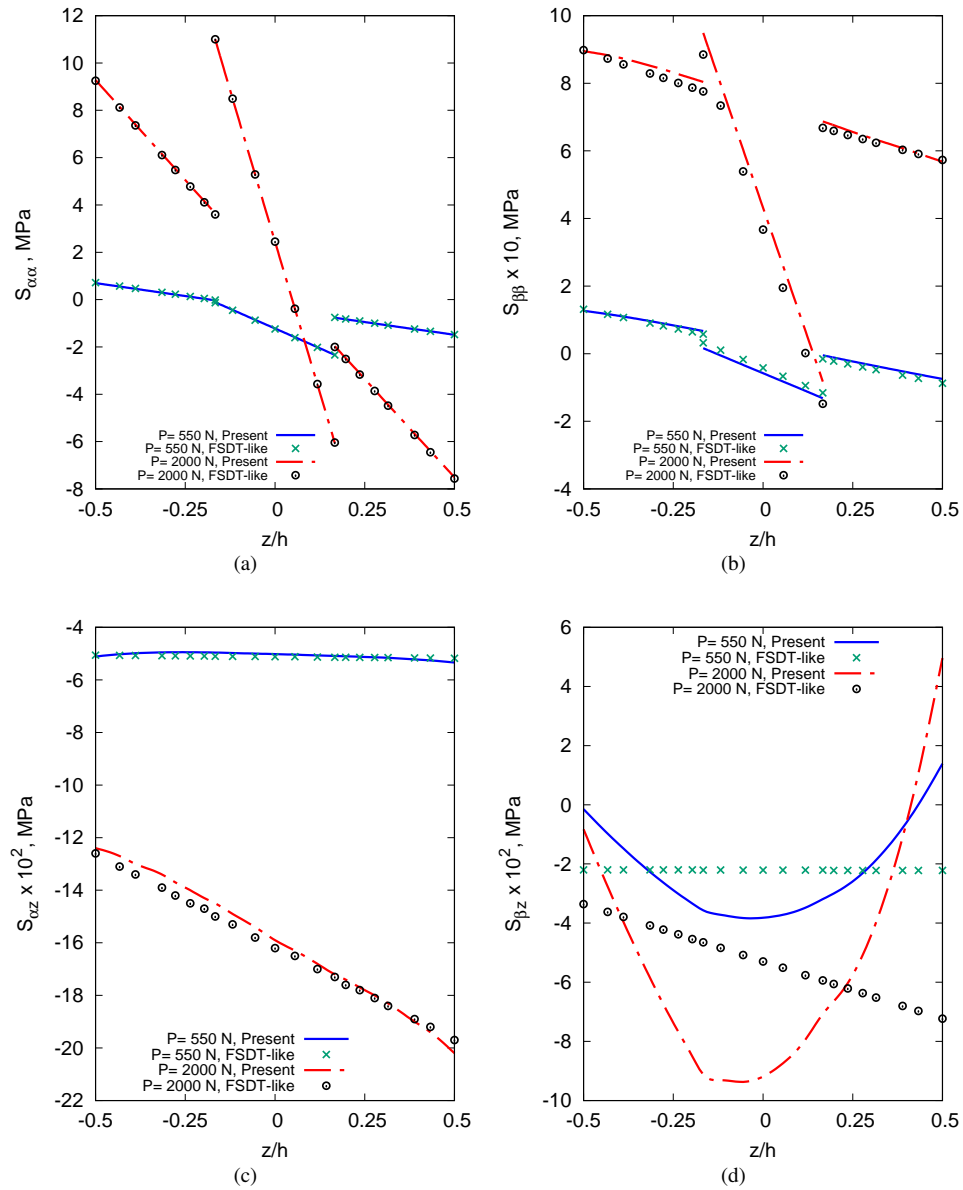 12
10
8
6
4
2
0
-2
-4
-6
-8
-0.5
-0.25
0
0.25
0.5
S_αα , MPa
z/h
P= 550 N, Present
P= 550 N, FSDT-like
P= 2000 N, Present
P= 2000 N, FSDT-like
(a)
10
8
6
4
2
0
-2
-4
-0.5
-0.25
0
0.25
0.5
S_ββ x 10, MPa
z/h
P= 550 N, Present
P= 550 N, FSDT-like
P= 2000 N, Present
P= 2000 N, FSDT-like
(b)
-4
-6
-8
-10
-12
-14
-16
-18
-20
-22
-0.5
-0.25
0
0.25
0.5
S_αz x 10², MPa
z/h
P= 550 N, Present
P= 550 N, FSDT-like
P= 2000 N, Present
P= 2000 N, FSDT-like
(c)
6
4
2
0
-2
-4
-6
-8
-10
-0.5
-0.25
0
0.25
0.5
S_βz x 10², MPa
z/h
P= 550 N, Present
P= 550 N, FSDT-like
P= 2000 N, Present
P= 2000 N, FSDT-like
(d)